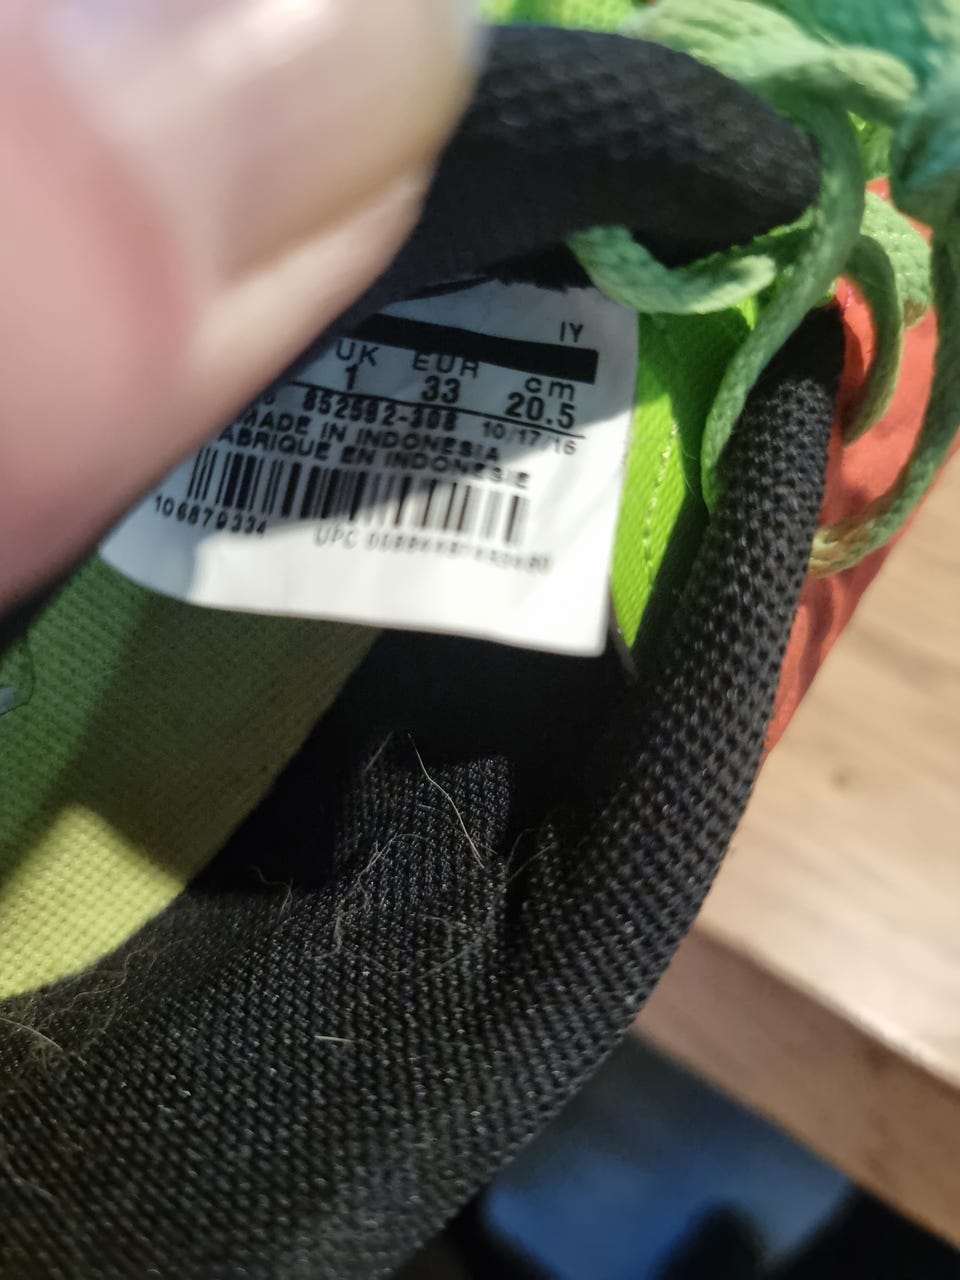 IY
UK EUR cm
1 33 20.5
852592-308 10/17/16
MADE IN INDONESIA
FABRIQUE EN INDONESIE
106879334
UPC